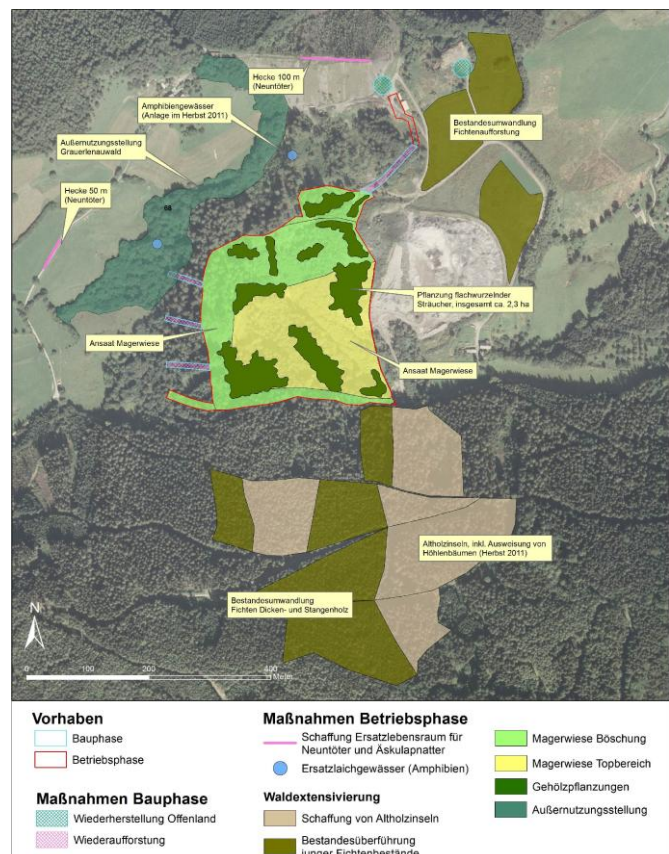 Hecke 100 m
(Neuntöter)
Amphibiengewässer
(Anlage im Herbst 2011)
Bestandesumwandlung
Fichtenaufforstung
Außernutzungsstellung
Grauerlenauwald
Hecke 50 m
(Neuntöter)
Pflanzung flachwurzelnder
Sträucher, insgesamt ca. 2,3 ha
Ansaat Magerwiese
Ansaat Magerwiese
Altholzinseln, inkl. Ausweisung von
Höhlenbäumen (Herbst 2011)
Bestandesumwandlung
Fichten Dicken- und Stangenholz
N
0 100 200 400
Meter
Vorhaben
Bauphase
Betriebsphase
Maßnahmen Bauphase
Wiederherstellung Offenland
Wiederaufforstung
Maßnahmen Betriebsphase
Schaffung Ersatzlebensraum für
Neuntöter und Äskulapnatter
Ersatzlaichgewässer (Amphibien)
Waldextensivierung
Schaffung von Altholzinseln
Bestandesüberführung
junger Fichtenbestände
Magerwiese Böschung
Magerwiese Topbereich
Gehölzpflanzungen
Außernutzungsstellung